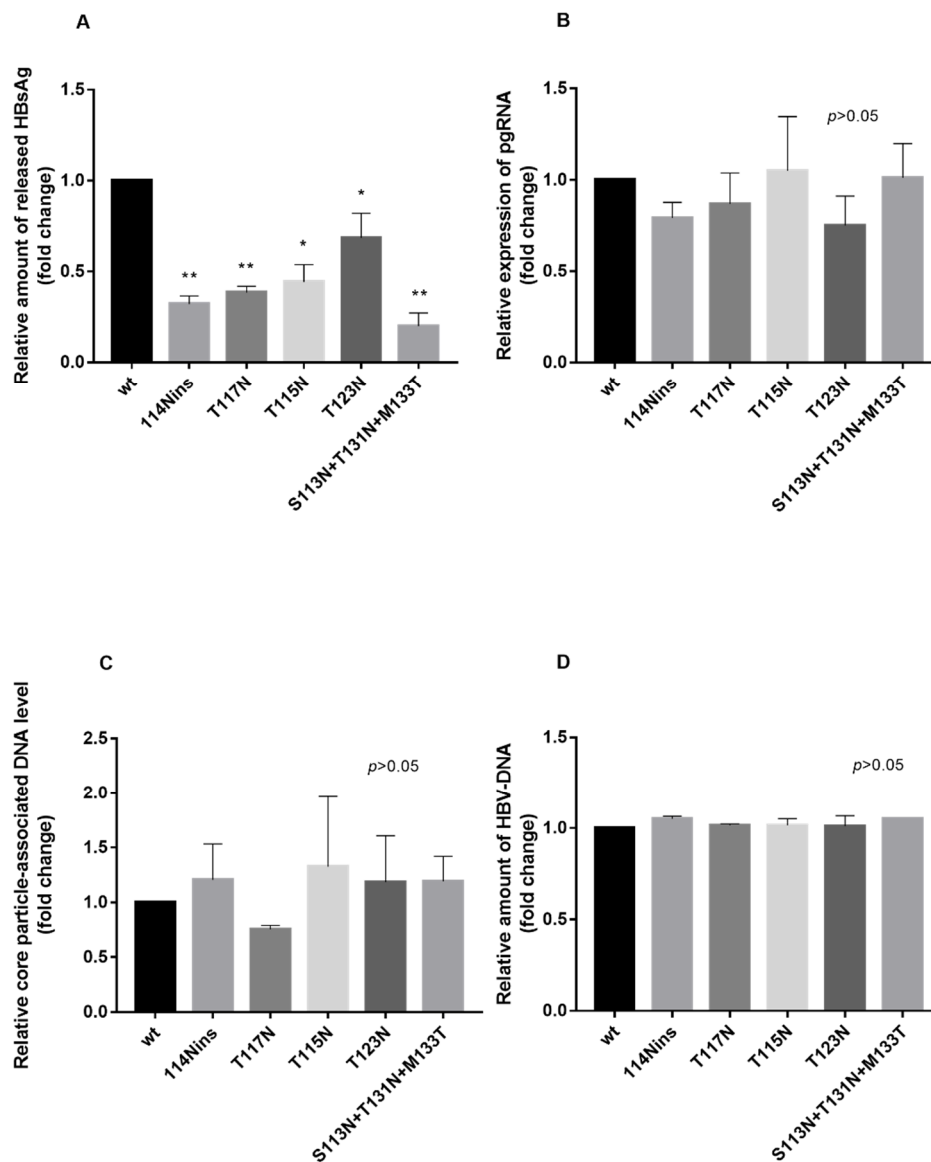 A
Relative amount of released HBsAg
(fold change)
1.5
1.0
0.5
0.0
**
**
*
*
**
wt
114Nins
T117N
T115N
T123N
S113N+T131N+M133T
B
Relative expression of pgRNA
(fold change)
1.5
1.0
0.5
0.0
p>0.05
wt
114Nins
T117N
T115N
T123N
S113N+T131N+M133T
C
Relative core particle-associated DNA level
(fold change)
2.5
2.0
1.5
1.0
0.5
0.0
p>0.05
wt
114Nins
T117N
T115N
T123N
S113N+T131N+M133T
D
Relative amount of HBV-DNA
(fold change)
1.5
1.0
0.5
0.0
p>0.05
wt
114Nins
T117N
T115N
T123N
S113N+T131N+M133T